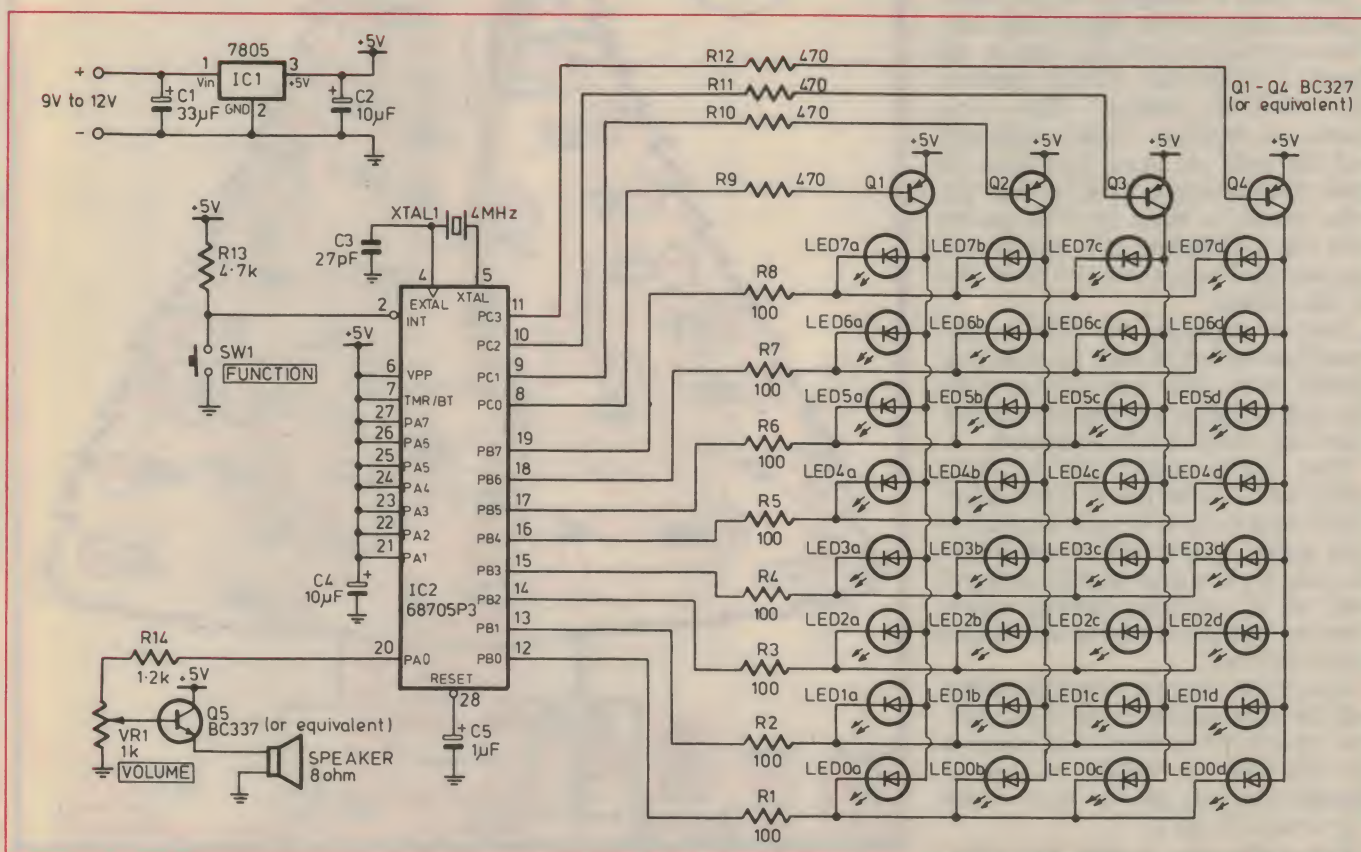 7805
+5V
1
3
+
Vin
IC1
+5V
9V to 12V
C1
33µF
+
GND
2
+
C2
10µF
-
R12
470
R11
470
R10
470
R9
470
Q1 - Q4 BC327
(or equivalent)
+5V
+5V
+5V
+5V
Q1
Q2
Q3
Q4
+5V
R13
4·7k
XTAL1
4MHz
C3
27pF
4
5
EXTAL
XTAL
2
INT
SW1
FUNCTION
+5V
6
VPP
7
TMR/BT
27
PA7
26
PA6
25
PA5
24
PA4
23
PA3
22
PA2
21
PA1
C4
10µF
+
IC2
68705P3
PC3
11
PC2
10
PC1
9
PC0
8
PB7
19
PB6
18
PB5
17
PB4
16
PB3
15
PB2
14
PB1
13
PB0
12
20
PA0
RESET
28
+
C5
1µF
R14
1·2k
+5V
VR1
1k
VOLUME
Q5
BC337 (or equivalent)
SPEAKER
8 ohm
LED7a
LED7b
LED7c
LED7d
R8
100
LED6a
LED6b
LED6c
LED6d
R7
100
LED5a
LED5b
LED5c
LED5d
R6
100
LED4a
LED4b
LED4c
LED4d
R5
100
LED3a
LED3b
LED3c
LED3d
R4
100
LED2a
LED2b
LED2c
LED2d
R3
100
LED1a
LED1b
LED1c
LED1d
R2
100
LED0a
LED0b
LED0c
LED0d
R1
100